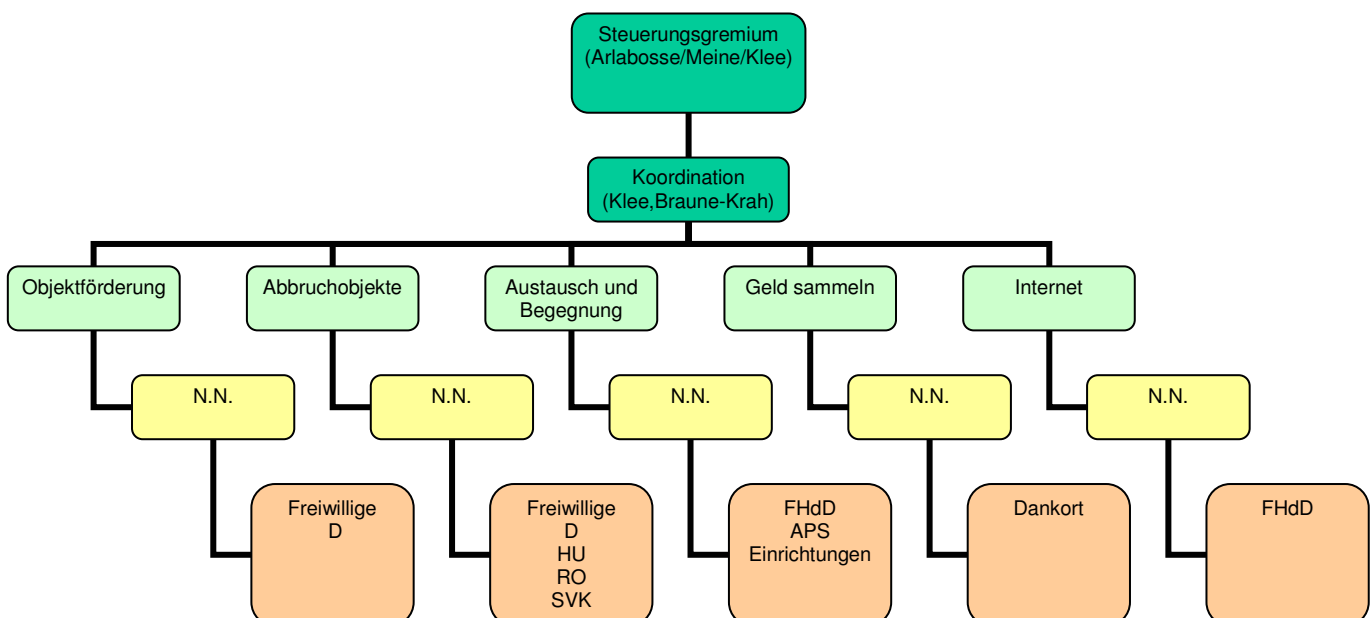 Steuerungsgremium
(Arlabosse/Meine/Klee)
Koordination
(Klee,Braune-Krah)
Objektförderung
Abbruchobjekte
Austausch und
Begegnung
Geld sammeln
Internet
N.N.
N.N.
N.N.
N.N.
N.N.
Freiwillige
D
Freiwillige
D
HU
RO
SVK
FHdD
APS
Einrichtungen
Dankort
FHdD